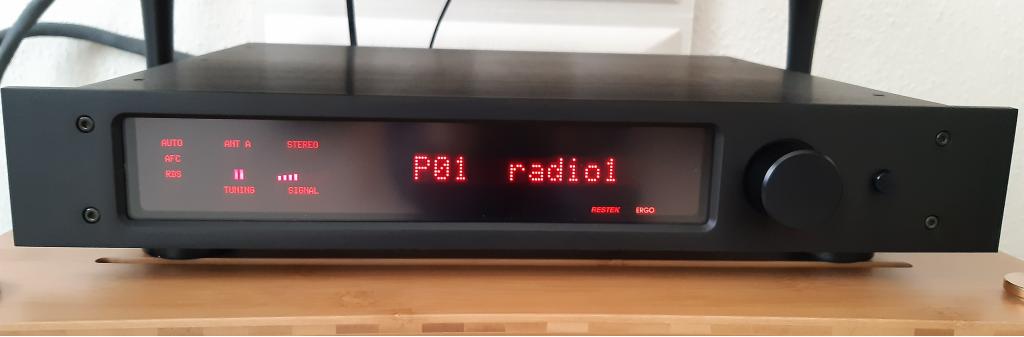 AUTO ANT A STEREO
AFC
RDS
TUNING SIGNAL
P01 radio1
RESTEK ERGO